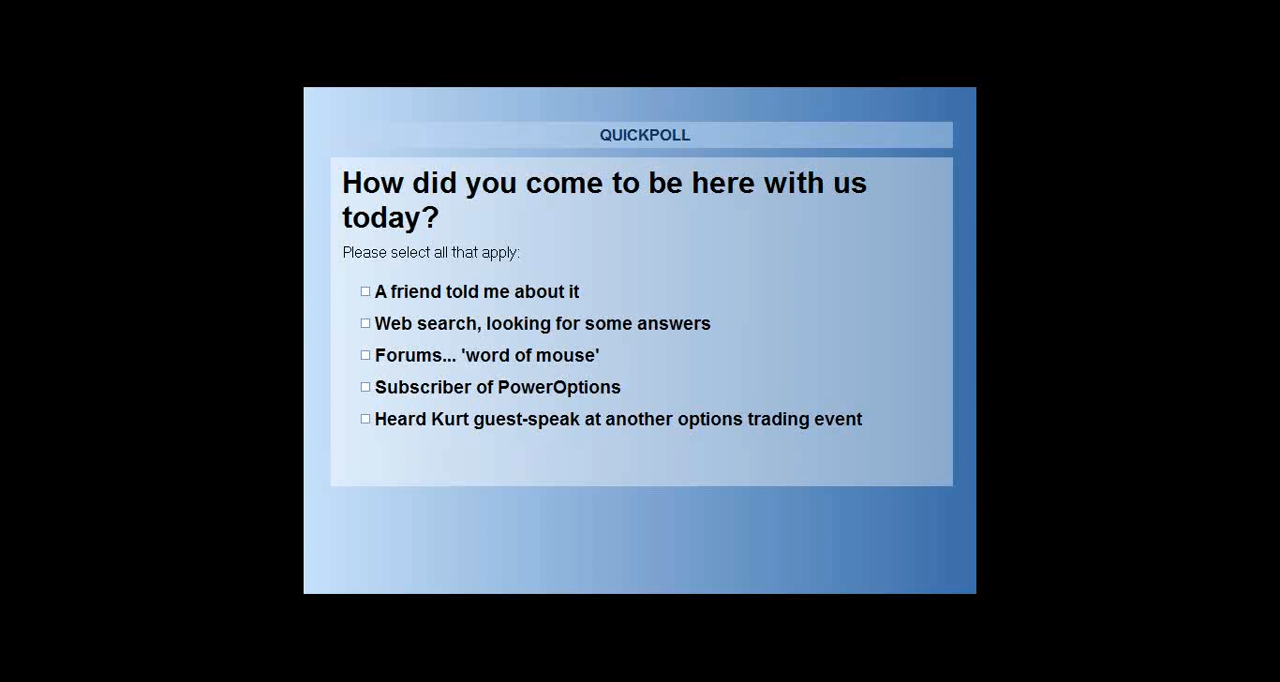 QUICKPOLL
How did you come to be here with us
today?
Please select all that apply:
A friend told me about it
Web search, looking for some answers
Forums... 'word of mouse'
Subscriber of PowerOptions
Heard Kurt guest-speak at another options trading event